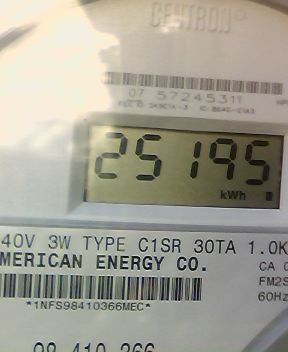 CENTRON®
07 57245311
25195
kWh
40V 3W TYPE C1SR 30TA 1.0K
MERICAN ENERGY CO.
CA 0
FM2S
60Hz
*1NFS98410366MEC*